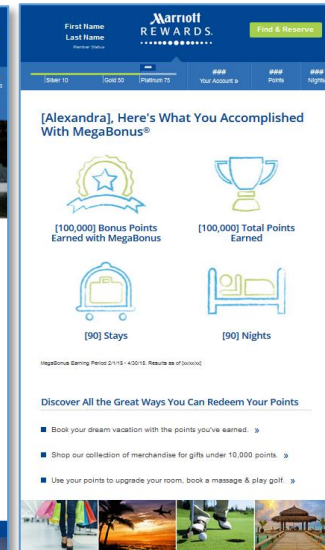 First Name
Last Name
Member Status
Marriott
REWARDS.
Find & Reserve
Silver 10
Gold 50
Platinum 75
###
Your Account »
###
Points
###
Nights
[Alexandra], Here's What You Accomplished
With MegaBonus®
[100,000] Bonus Points
Earned with MegaBonus
[100,000] Total Points
Earned
[90] Stays
[90] Nights
MegaBonus Earning Period 2/1/15 - 4/30/15. Results as of [xx/xx/xx]
Discover All the Great Ways You Can Redeem Your Points
Book your dream vacation with the points you've earned. »
Shop our collection of merchandise for gifts under 10,000 points. »
Use your points to upgrade your room, book a massage & play golf. »